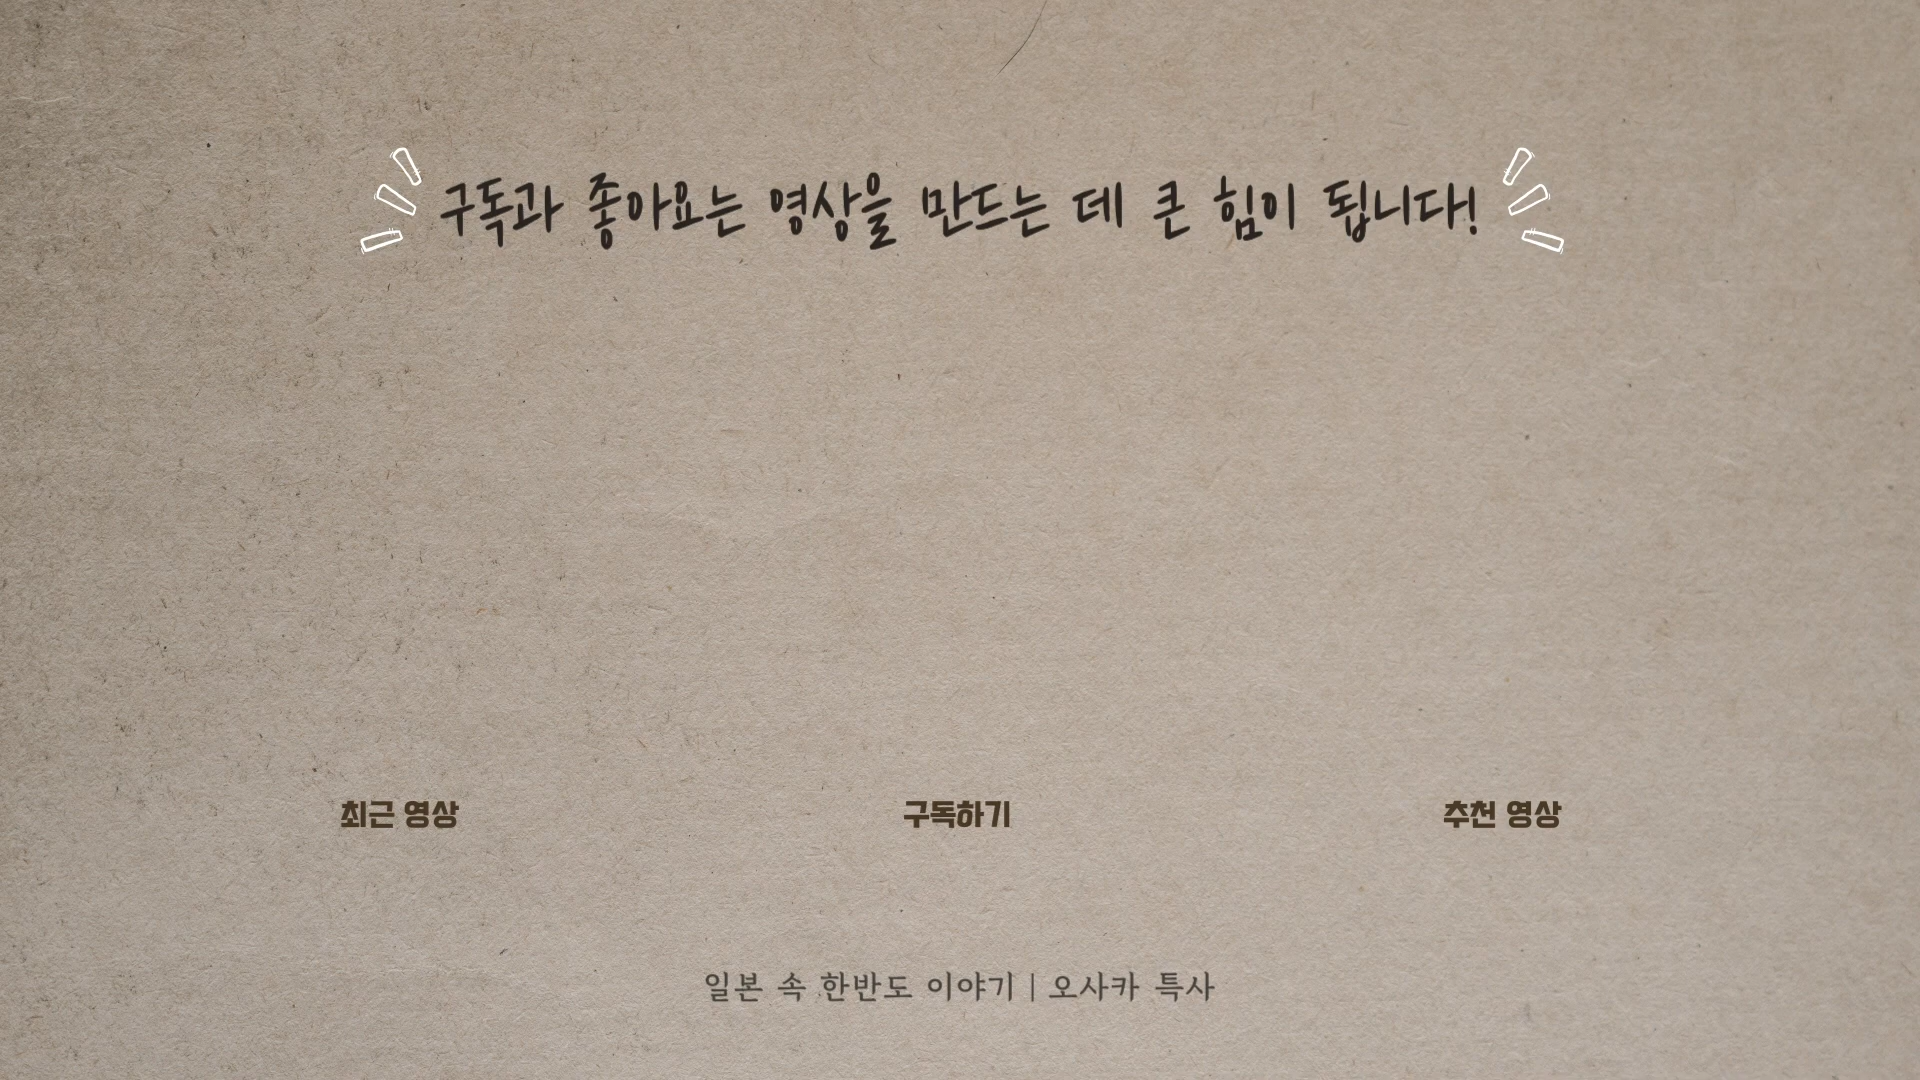 구독과 좋아요는 영상을 만드는 데 큰 힘이 됩니다!
최근 영상
구독하기
추천 영상
일본 속 한반도 이야기 | 오사카 특사